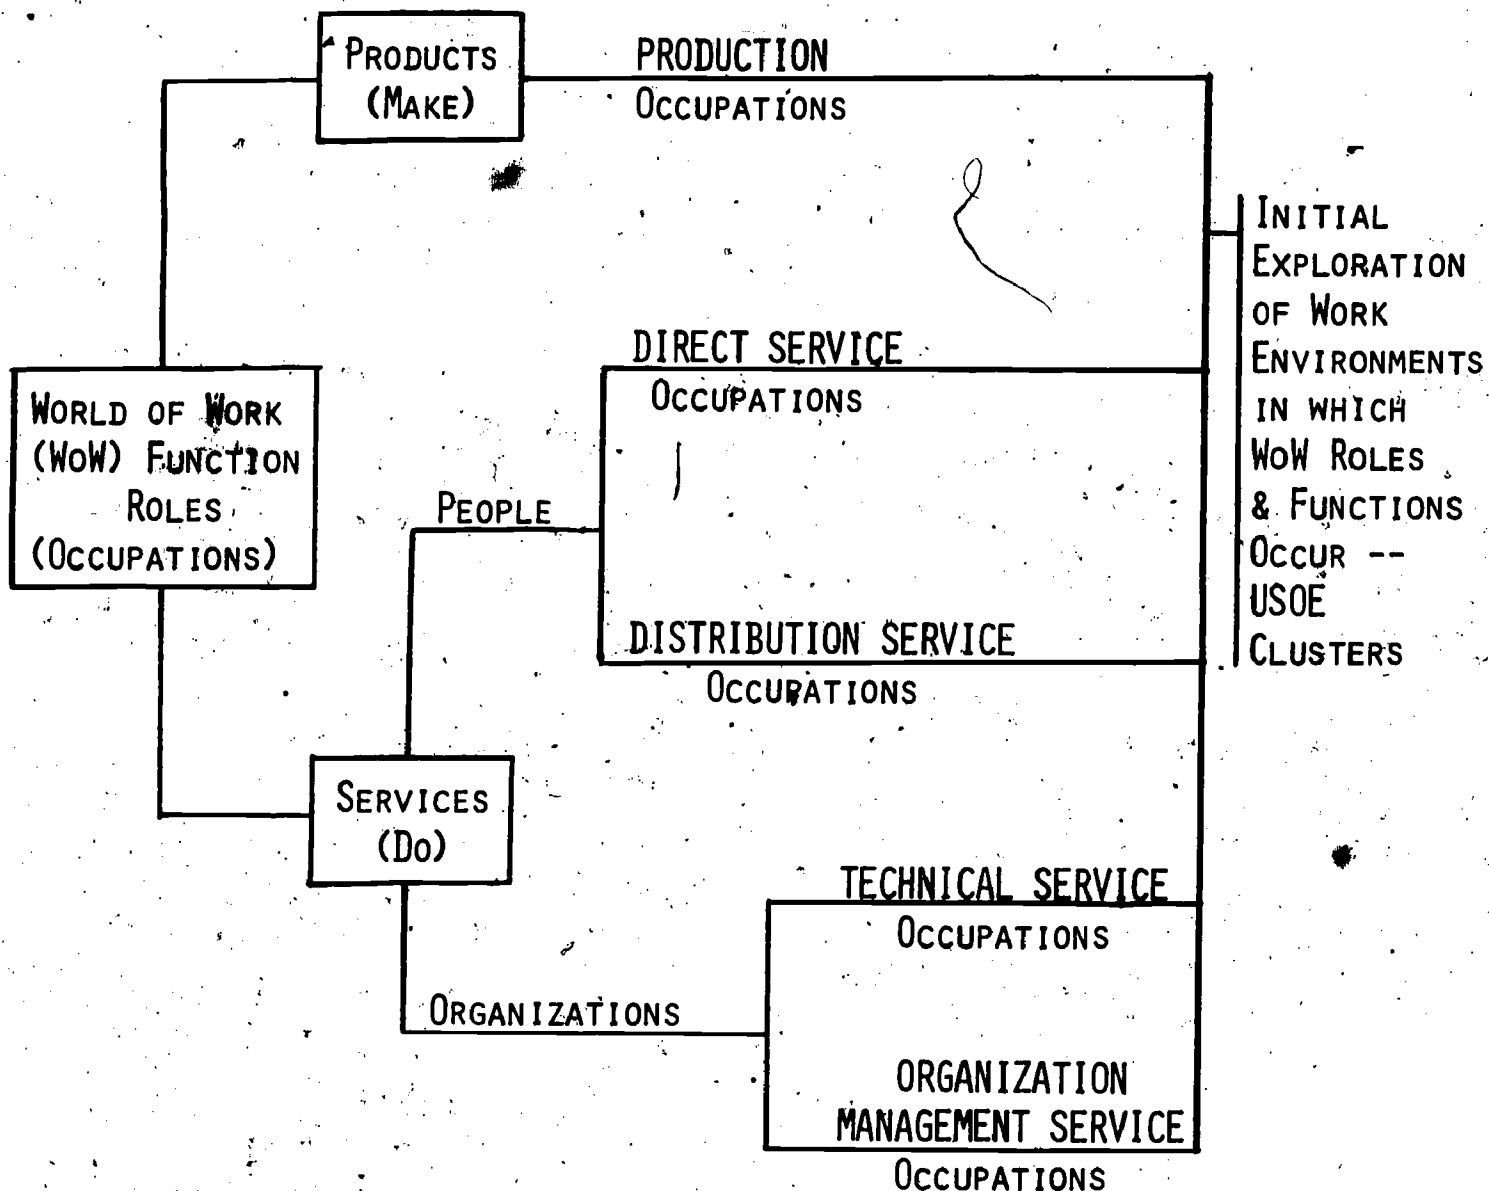 PRODUCTS
(MAKE)
PRODUCTION
OCCUPATIONS
INITIAL
EXPLORATION
OF WORK
ENVIRONMENTS
IN WHICH
WOW ROLES
& FUNCTIONS
OCCUR --
USOE
CLUSTERS
DIRECT SERVICE
OCCUPATIONS
WORLD OF WORK
(WOW) FUNCTION
ROLES
(OCCUPATIONS)
PEOPLE
DISTRIBUTION SERVICE
OCCUPATIONS
SERVICES
(DO)
TECHNICAL SERVICE
OCCUPATIONS
ORGANIZATIONS
ORGANIZATION
MANAGEMENT SERVICE
OCCUPATIONS